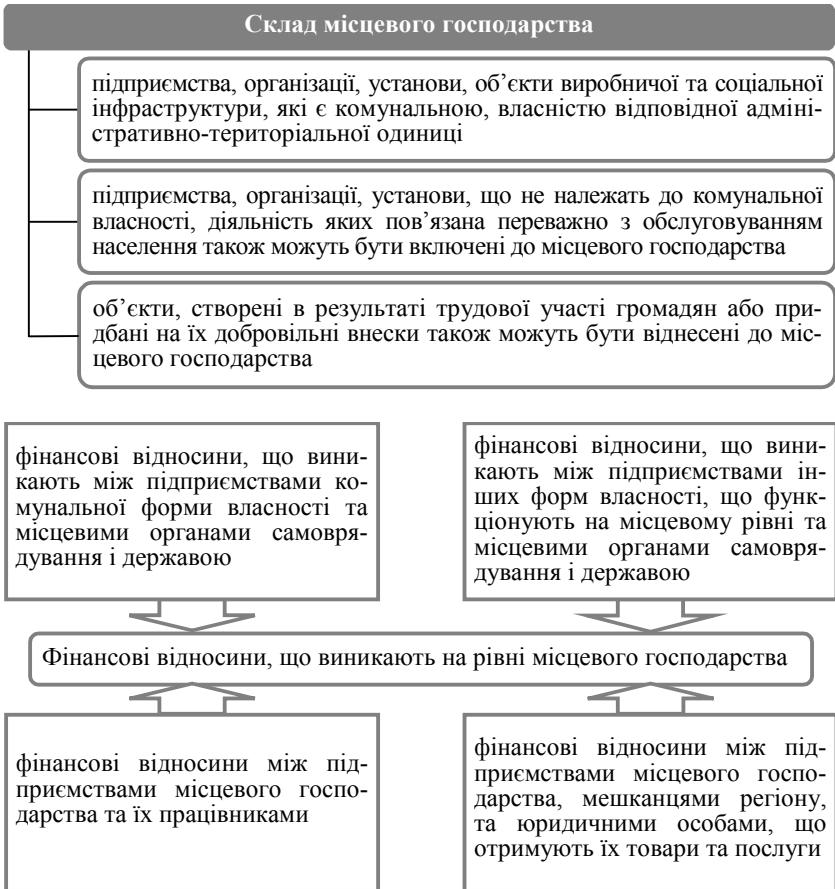 Склад місцевого господарства
підприємства, організації, установи, об’єкти виробничої та соціальної
інфраструктури, які є комунальною, власністю відповідної адміні-
стративно-територіальної одиниці
підприємства, організації, установи, що не належать до комунальної
власності, діяльність яких пов’язана переважно з обслуговуванням
населення також можуть бути включені до місцевого господарства
об’єкти, створені в результаті трудової участі громадян або при-
дбані на їх добровільні внески також можуть бути віднесені до міс-
цевого господарства
фінансові відносини, що вини-
кають між підприємствами ко-
мунальної форми власності та
місцевими органами самовря-
дування і державою
фінансові відносини, що вини-
кають між підприємствами ін-
ших форм власності, що функ-
ціонують на місцевому рівні та
місцевими органами самовря-
дування і державою
Фінансові відносини, що виникають на рівні місцевого господарства
фінансові відносини між під-
приємствами місцевого госпо-
дарства та їх працівниками
фінансові відносини між під-
приємствами місцевого госпо-
дарства, мешканцями регіону,
та юридичними особами, що
отримують їх товари та послуги